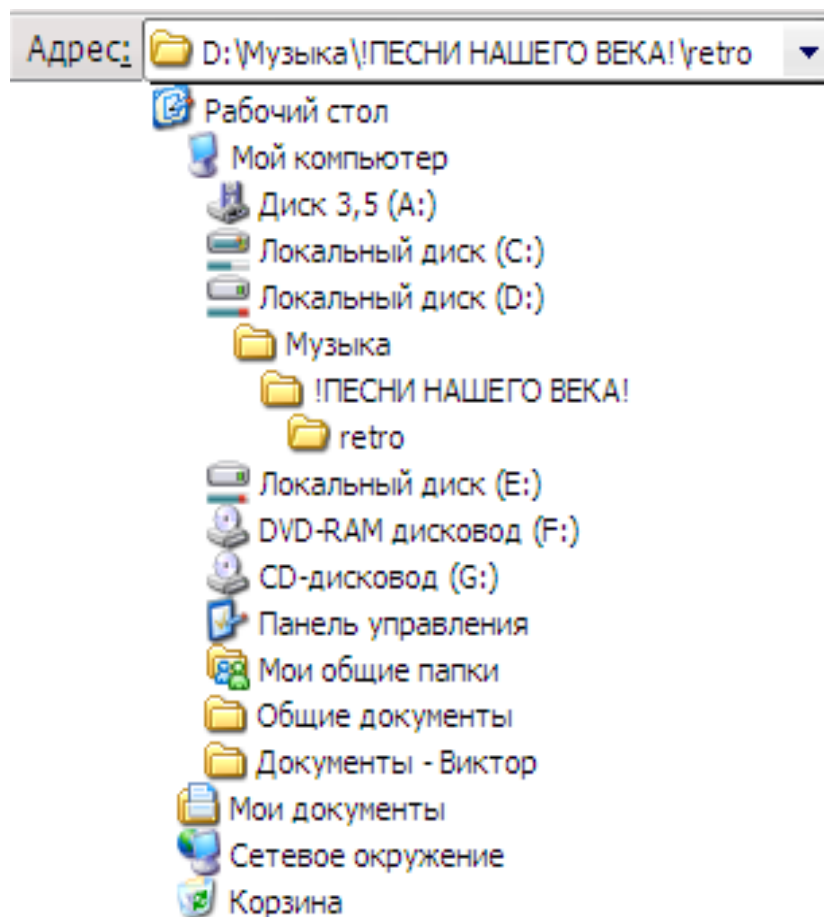 Адрес: D:\Музыка\!ПЕСНИ НАШЕГО ВЕКА!\retro
Рабочий стол
Мой компьютер
Диск 3,5 (A:)
Локальный диск (C:)
Локальный диск (D:)
Музыка
!ПЕСНИ НАШЕГО ВЕКА!
retro
Локальный диск (E:)
DVD-RAM дисковод (F:)
CD-дисковод (G:)
Панель управления
Мои общие папки
Общие документы
Документы - Виктор
Мои документы
Сетевое окружение
Корзина